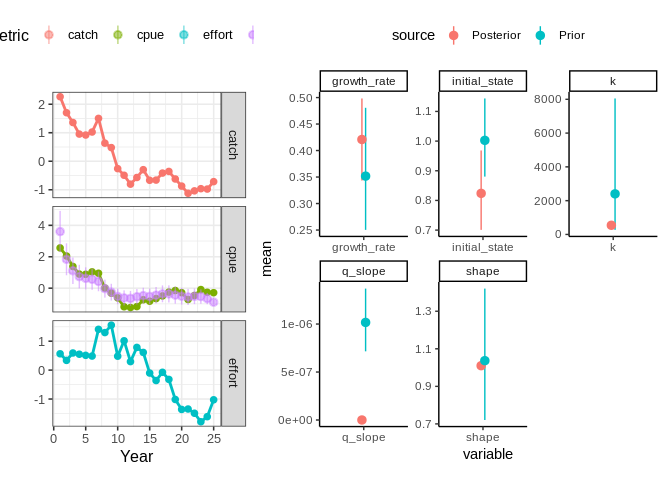 etric catch cpue effort
source Posterior Prior
catch
2
1
0
-1
cpue
4
2
0
effort
1
0
-1
0 5 10 15 20 25
Year
mean
growth_rate
0.50
0.45
0.40
0.35
0.30
0.25
growth_rate
initial_state
1.1
1.0
0.9
0.8
0.7
initial_state
k
8000
6000
4000
2000
0
k
q_slope
1e-06
5e-07
0e+00
q_slope
shape
1.3
1.1
0.9
0.7
shape
variable